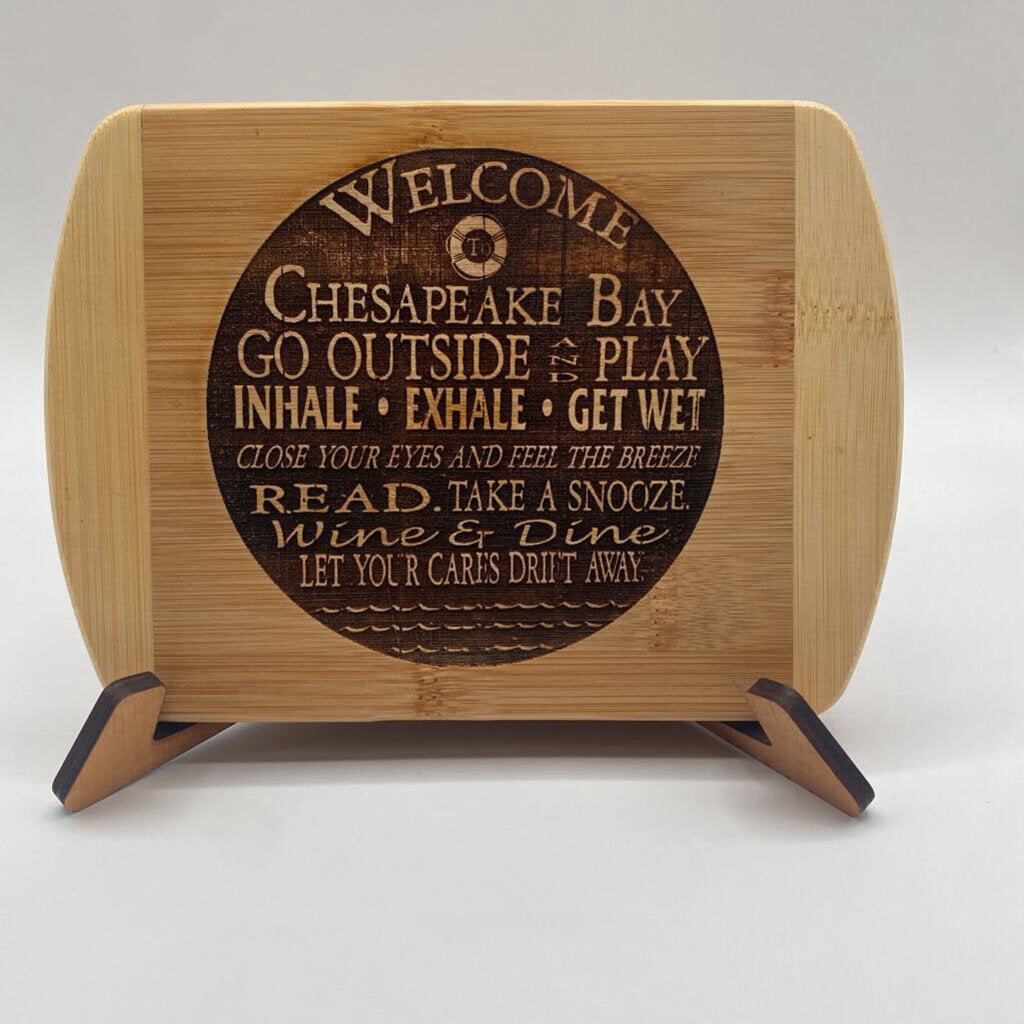 WELCOME
To
CHESAPEAKE BAY
GO OUTSIDE AND PLAY
INHALE • EXHALE • GET WET
CLOSE YOUR EYES AND FEEL THE BREEZE
READ. TAKE A SNOOZE.
Wine & Dine
LET YOUR CARES DRIFT AWAY.